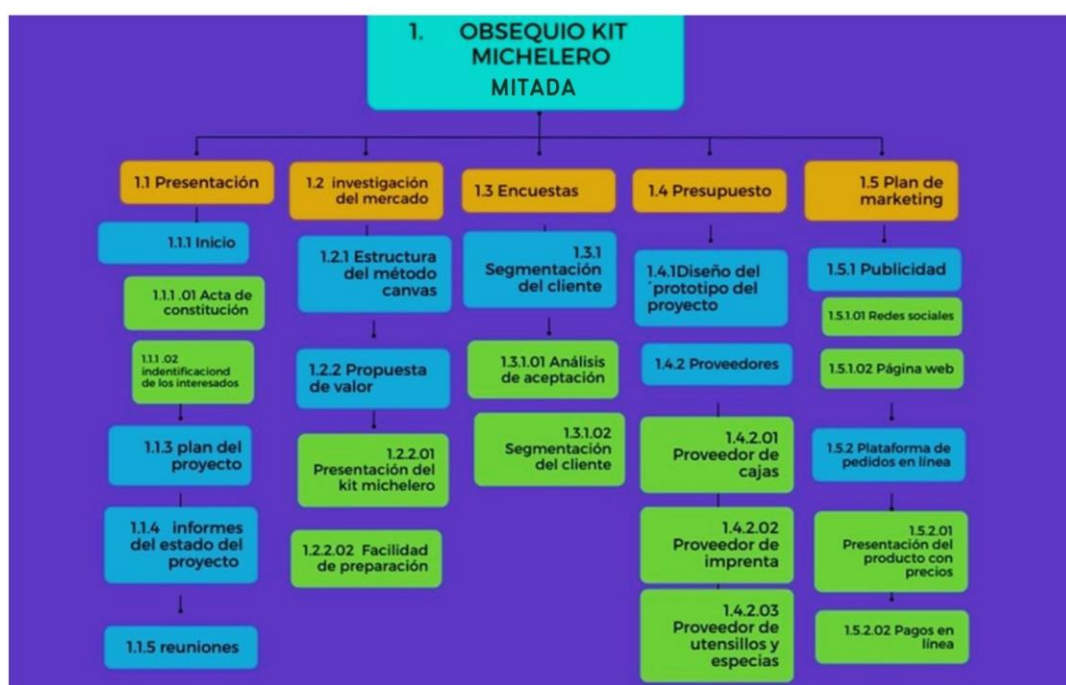 1. OBSEQUIO KIT
MICHELERO
MITADA
1.1 Presentación
1.1.1 Inicio
1.1.1 .01 Acta de
constitución
1.1.1 .02
indentificaciond
de los interesados
1.1.3 plan del
proyecto
1.1.4 informes
del estado del
proyecto
1.1.5 reuniones
1.2 investigación
del mercado
1.2.1 Estructura
del método
canvas
1.2.2 Propuesta
de valor
1.2.2.01
Presentación del
kit michelero
1.2.2.02 Facilidad
de preparación
1.3 Encuestas
1.3.1
Segmentación
del cliente
1.3.1.01 Análisis
de aceptación
1.3.1.02
Segmentación
del cliente
1.4 Presupuesto
1.4.1Diseño del
´prototipo del
proyecto
1.4.2 Proveedores
1.4.2.01
Proveedor de
cajas
1.4.2.02
Proveedor de
imprenta
1.4.2.03
Proveedor de
utensillos y
especias
1.5 Plan de
marketing
1.5.1 Publicidad
1.5.1.01 Redes sociales
1.5.1.02 Página web
1.5.2 Plataforma de
pedidos en línea
1.5.2.01
Presentación del
producto con
precios
1.5.2.02 Pagos en
línea